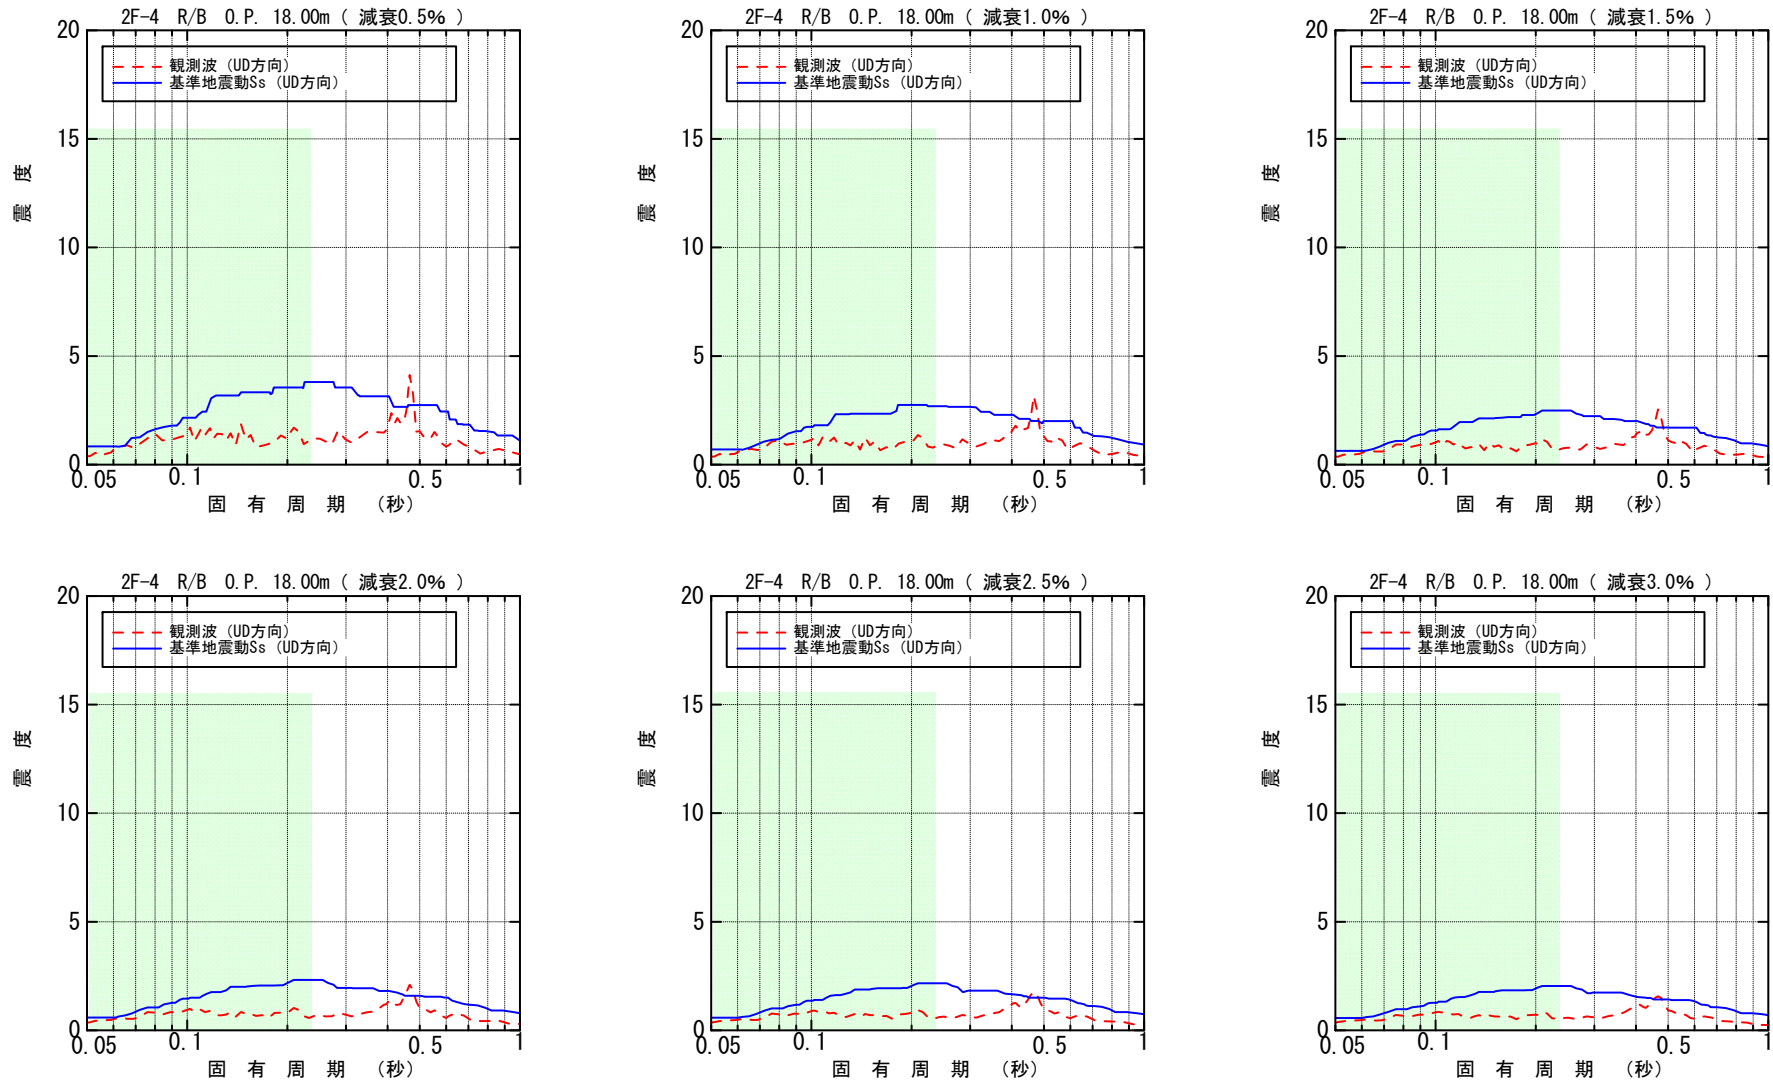 2F-4 R/B O.P. 18.00m ( 減衰0.5% )
20
15
10
5
0
震 度
観測波 (UD方向)
基準地震動Ss (UD方向)
0.05 0.1 0.5 1
固 有 周 期 (秒)
2F-4 R/B O.P. 18.00m ( 減衰1.0% )
20
15
10
5
0
震 度
観測波 (UD方向)
基準地震動Ss (UD方向)
0.05 0.1 0.5 1
固 有 周 期 (秒)
2F-4 R/B O.P. 18.00m ( 減衰1.5% )
20
15
10
5
0
震 度
観測波 (UD方向)
基準地震動Ss (UD方向)
0.05 0.1 0.5 1
固 有 周 期 (秒)
2F-4 R/B O.P. 18.00m ( 減衰2.0% )
20
15
10
5
0
震 度
観測波 (UD方向)
基準地震動Ss (UD方向)
0.05 0.1 0.5 1
固 有 周 期 (秒)
2F-4 R/B O.P. 18.00m ( 減衰2.5% )
20
15
10
5
0
震 度
観測波 (UD方向)
基準地震動Ss (UD方向)
0.05 0.1 0.5 1
固 有 周 期 (秒)
2F-4 R/B O.P. 18.00m ( 減衰3.0% )
20
15
10
5
0
震 度
観測波 (UD方向)
基準地震動Ss (UD方向)
0.05 0.1 0.5 1
固 有 周 期 (秒)